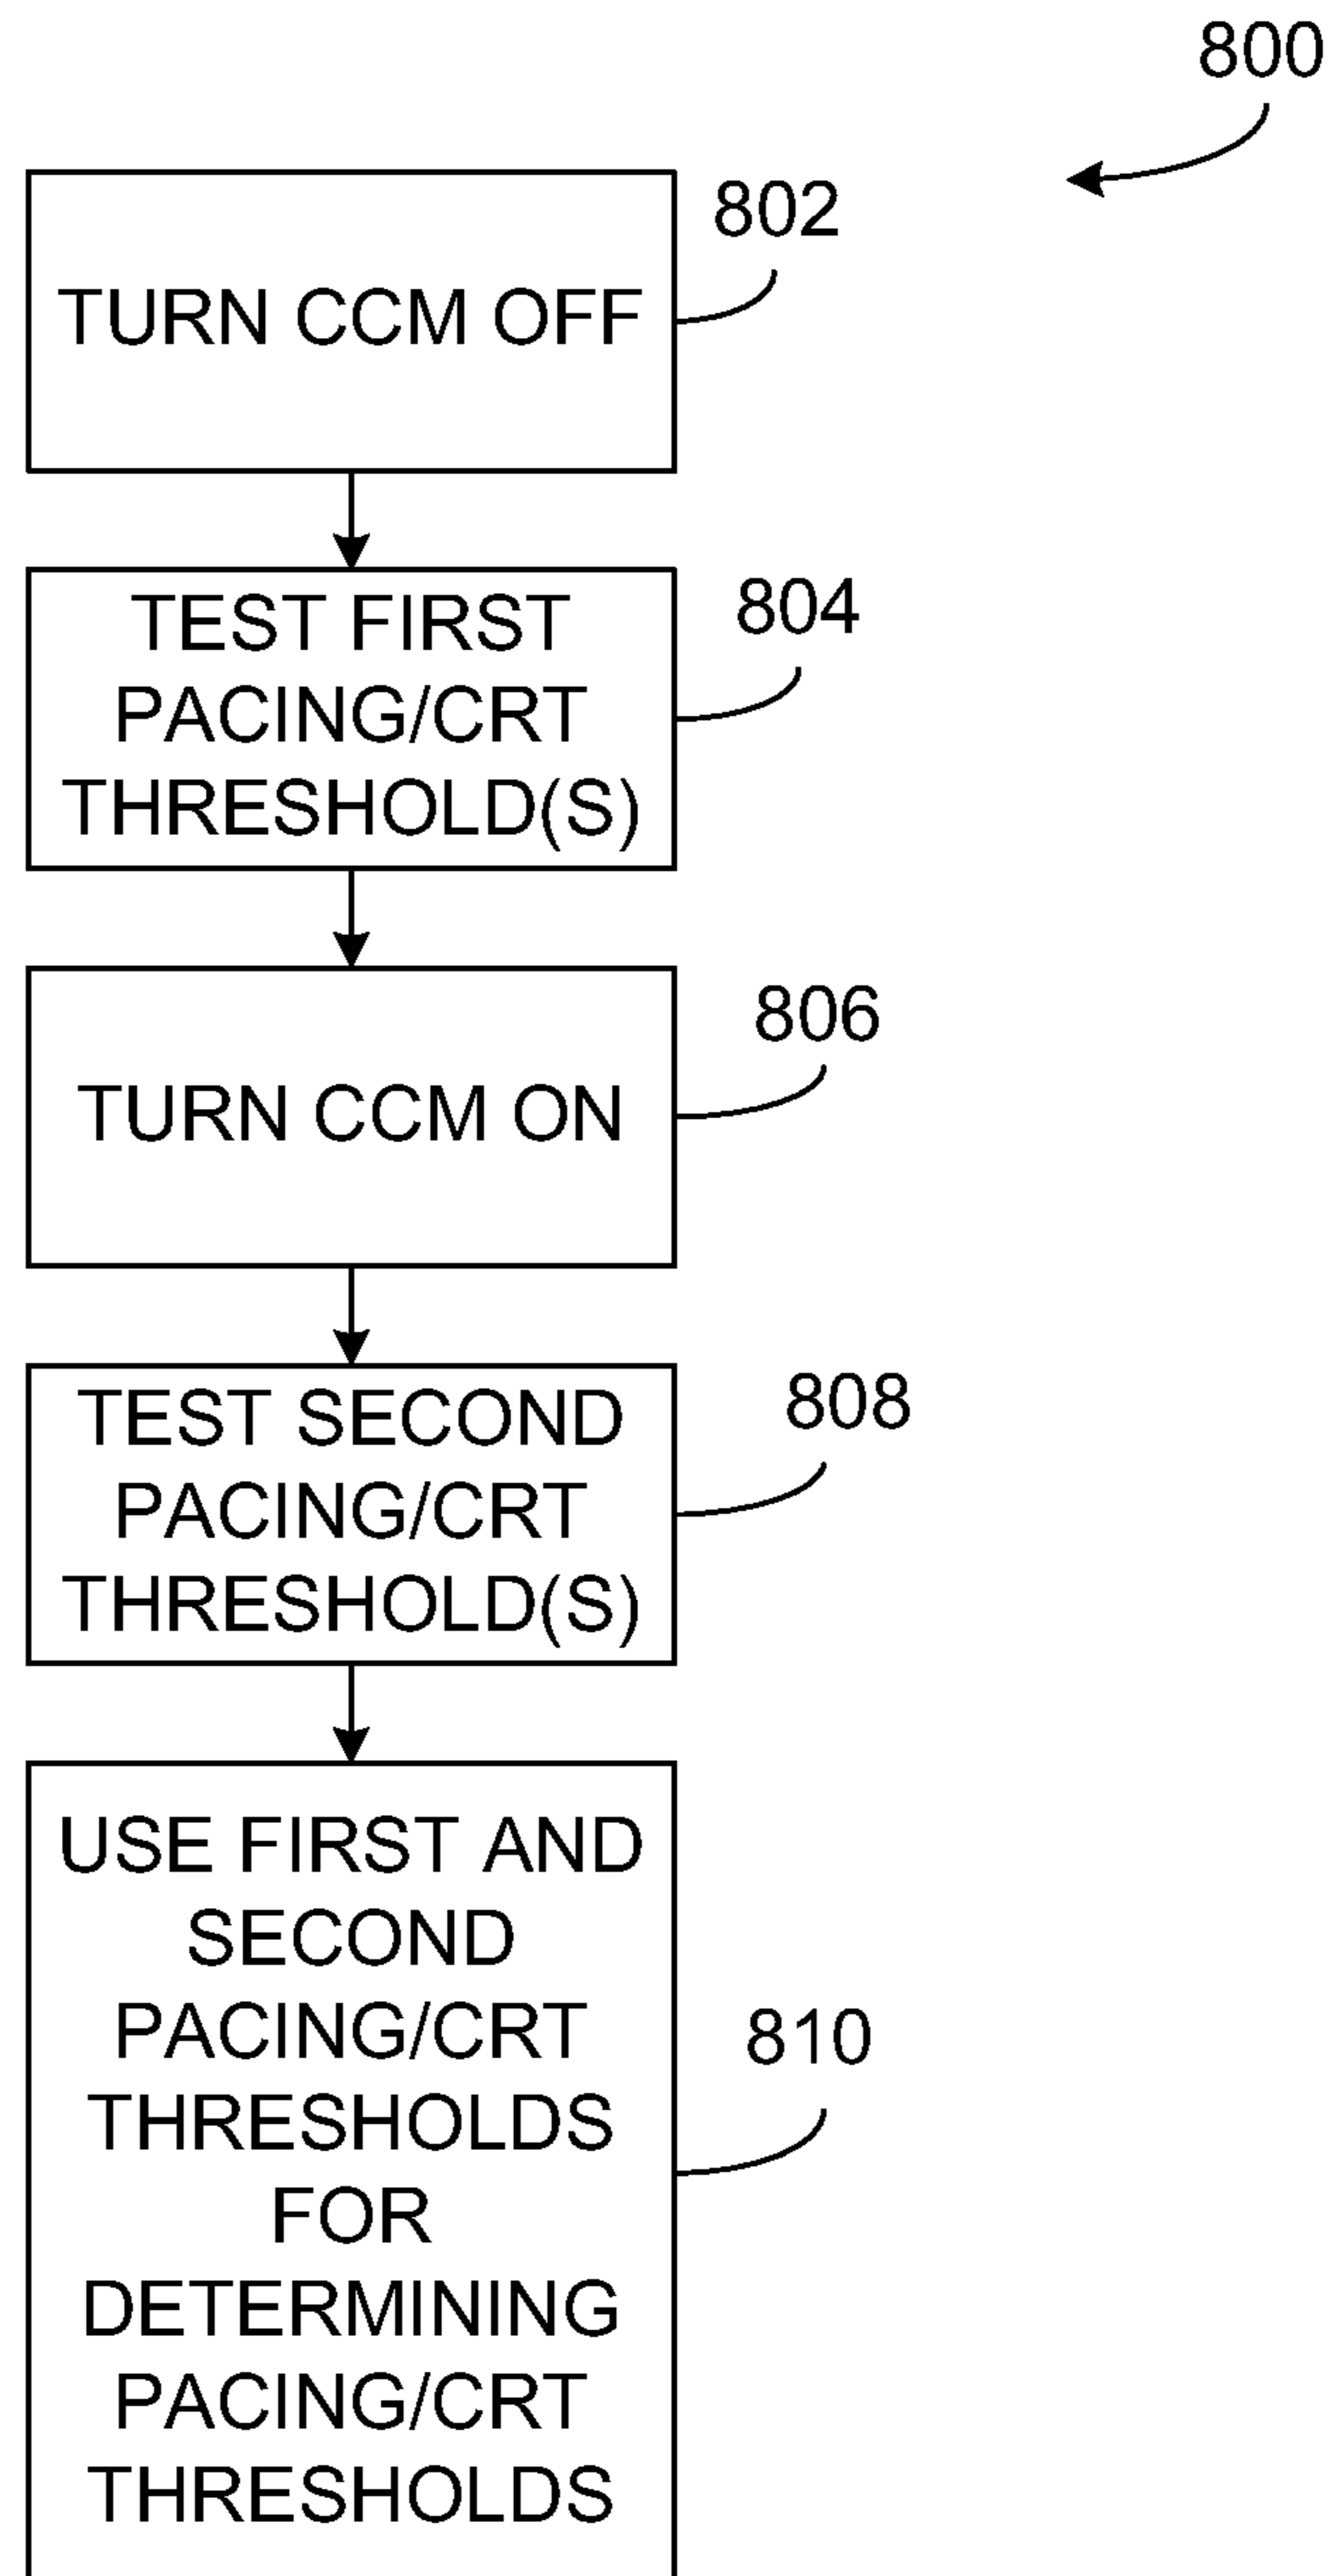 800
802
TURN CCM OFF
804
TEST FIRST
PACING/CRT
THRESHOLD(S)
806
TURN CCM ON
808
TEST SECOND
PACING/CRT
THRESHOLD(S)
USE FIRST AND
SECOND
PACING/CRT
THRESHOLDS
FOR
DETERMINING
PACING/CRT
THRESHOLDS
810